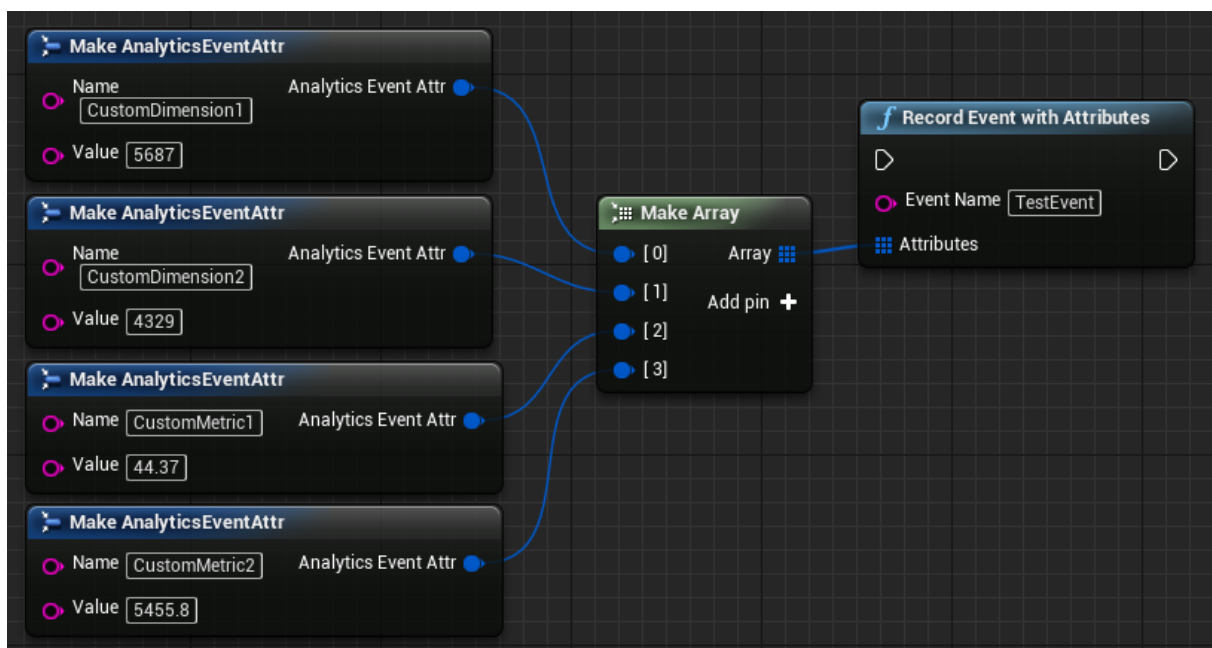 Make AnalyticsEventAttr
Name
Analytics Event Attr
CustomDimension1
Value 5687
Make AnalyticsEventAttr
Name
Analytics Event Attr
CustomDimension2
Value 4329
Make AnalyticsEventAttr
Name CustomMetric1
Analytics Event Attr
Value 44.37
Make AnalyticsEventAttr
Name CustomMetric2
Analytics Event Attr
Value 5455.8
Make Array
[0]
Array
[1]
Add pin +
[2]
[3]
f Record Event with Attributes
Event Name TestEvent
Attributes